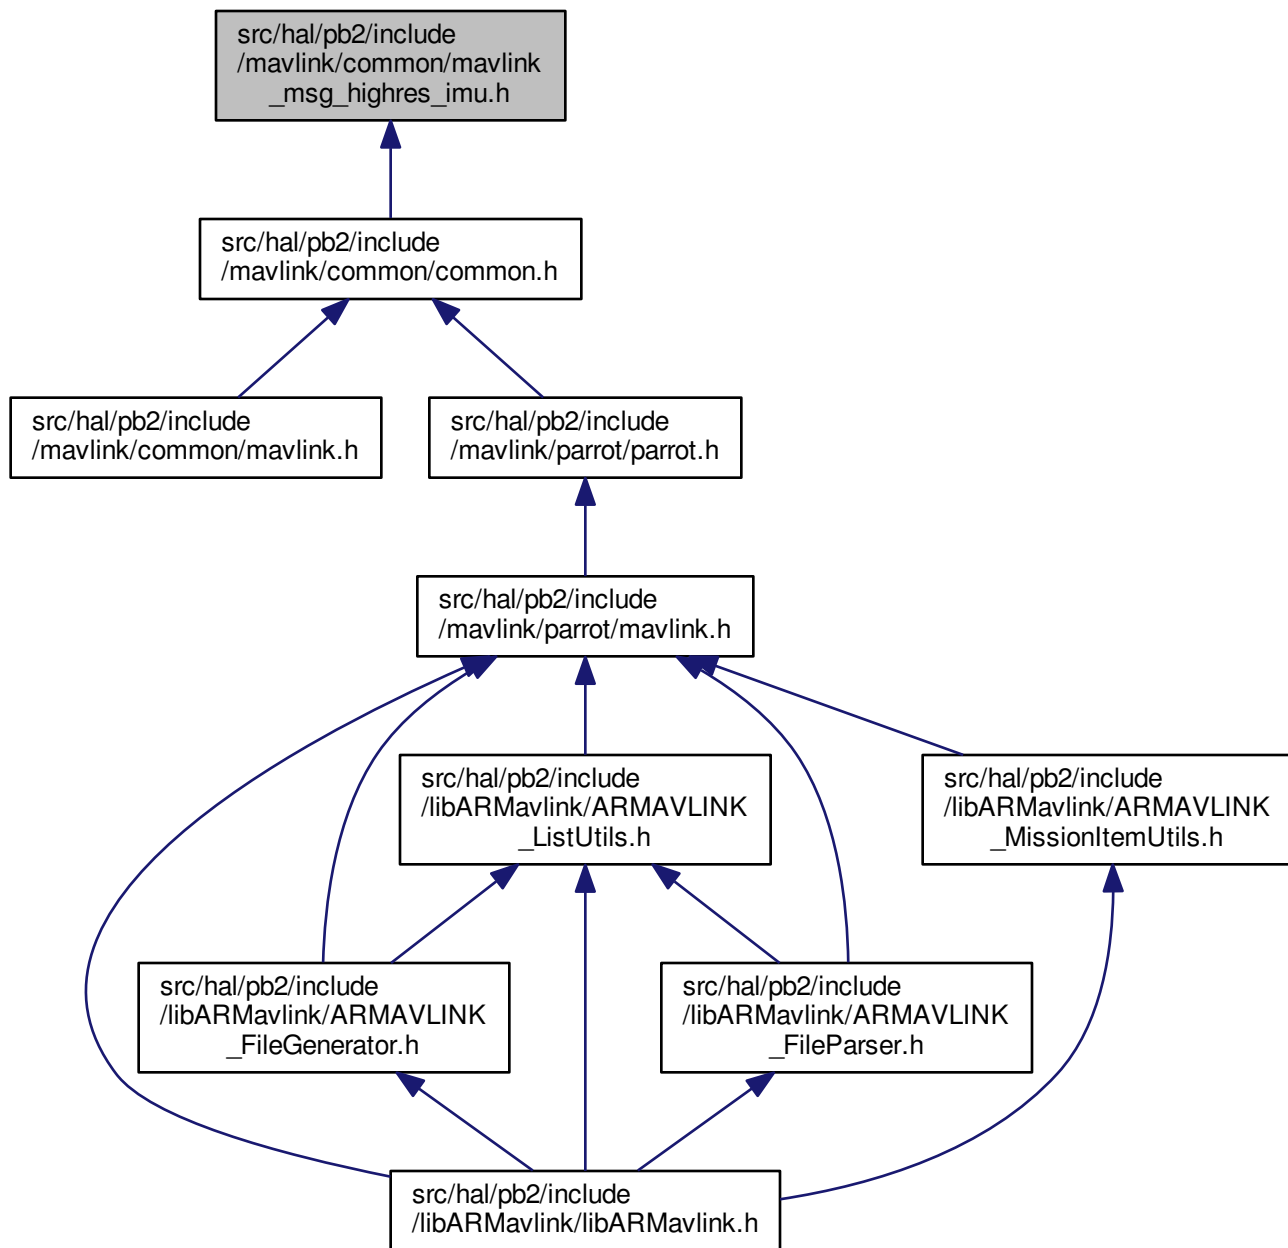 src/hal/pb2/include
/mavlink/common/mavlink
_msg_highres_imu.h
src/hal/pb2/include
/mavlink/common/common.h
src/hal/pb2/include
/mavlink/common/mavlink.h
src/hal/pb2/include
/mavlink/parrot/parrot.h
src/hal/pb2/include
/mavlink/parrot/mavlink.h
src/hal/pb2/include
/libARMavlink/ARMAVLINK
_ListUtils.h
src/hal/pb2/include
/libARMavlink/ARMAVLINK
_MissionItemUtils.h
src/hal/pb2/include
/libARMavlink/ARMAVLINK
_FileGenerator.h
src/hal/pb2/include
/libARMavlink/ARMAVLINK
_FileParser.h
src/hal/pb2/include
/libARMavlink/libARMavlink.h